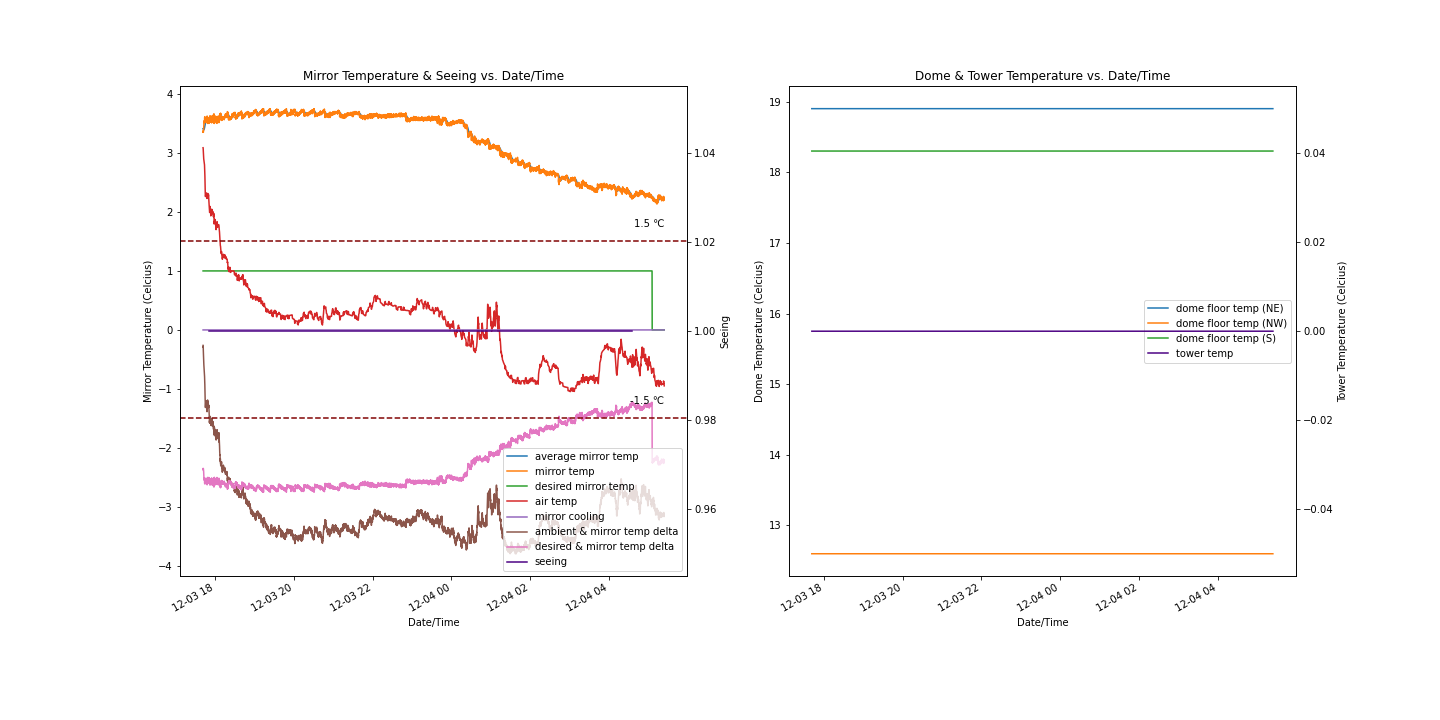 Mirror Temperature & Seeing vs. Date/Time
4
3
2
1
0
−1
−2
−3
−4
Mirror Temperature (Celcius)
1.5 °C
-1.5 °C
1.04
1.02
1.00
0.98
0.96
Seeing
average mirror temp
mirror temp
desired mirror temp
air temp
mirror cooling
ambient & mirror temp delta
desired & mirror temp delta
seeing
12-03 18
12-03 20
12-03 22
12-04 00
12-04 02
12-04 04
Date/Time
Dome & Tower Temperature vs. Date/Time
19
18
17
16
15
14
13
Dome Temperature (Celcius)
dome floor temp (NE)
dome floor temp (NW)
dome floor temp (S)
tower temp
0.04
0.02
0.00
−0.02
−0.04
Tower Temperature (Celcius)
12-03 18
12-03 20
12-03 22
12-04 00
12-04 02
12-04 04
Date/Time